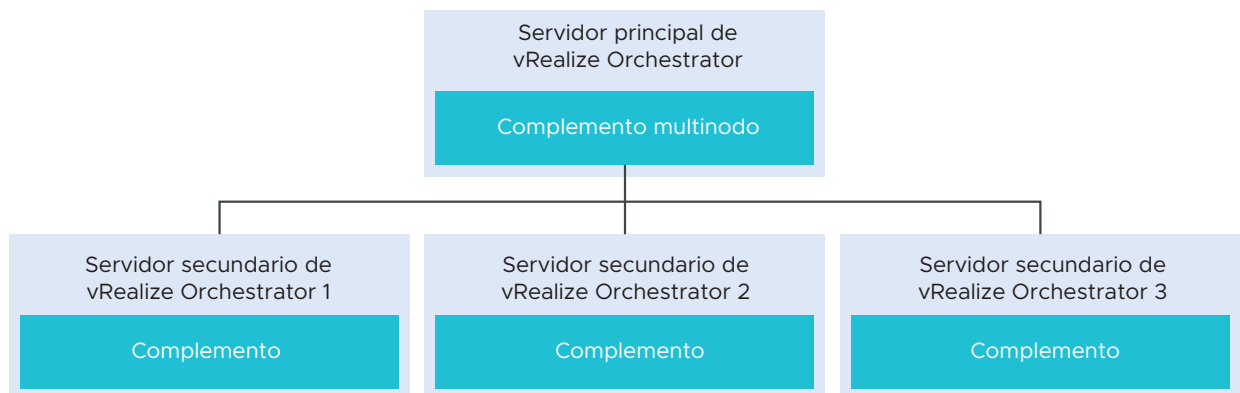 Servidor principal de
vRealize Orchestrator
Complemento multinodo
Servidor secundario de
vRealize Orchestrator 1
Complemento
Servidor secundario de
vRealize Orchestrator 2
Complemento
Servidor secundario de
vRealize Orchestrator 3
Complemento